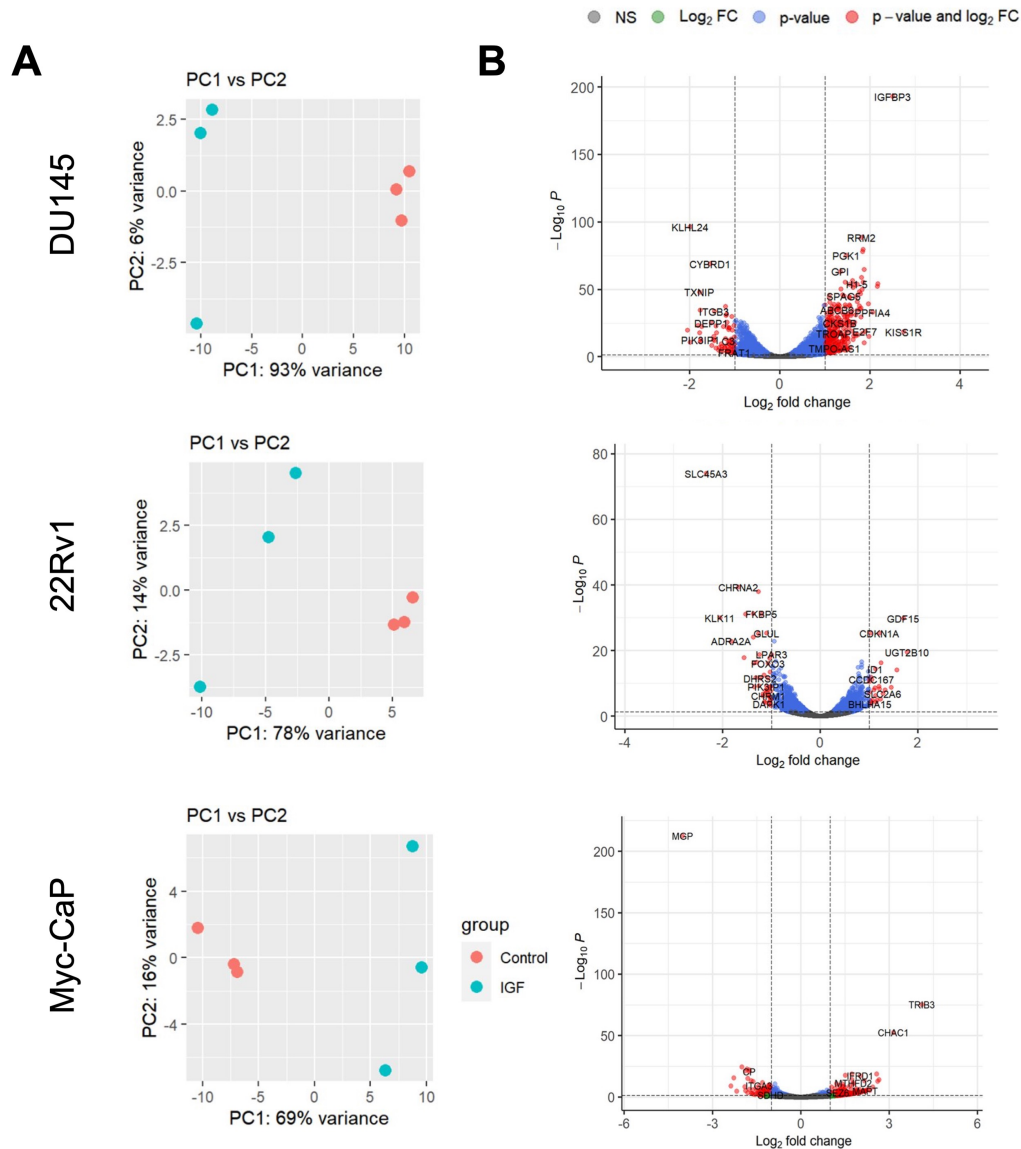 NS Log2 FC p-value p – value and log2 FC
A
B
DU145
PC1 vs PC2
2.5
0.0
-2.5
PC2: 6% variance
-10 -5 0 5 10
PC1: 93% variance
200
150
100
50
0
– Log10 P
IGFBP3
KLHL24
RRM2
CYBRD1
PGK1
GPI
TXNIP
H1-5
SPAG5
ITGB3
ABCB6
PPFIA4
DEPP1
CKS1B
TROAP
E2F7
KISS1R
PIK3IP1
C3
FRAT1
TMPO-AS1
-2 0 2 4
Log2 fold change
22Rv1
PC1 vs PC2
2.5
0.0
-2.5
PC2: 14% variance
-10 -5 0 5
PC1: 78% variance
80
60
40
20
0
– Log10 P
SLC45A3
CHRNA2
FKBP5
KLK11
GDF15
GLUL
CDKN1A
ADRA2A
LPAR3
UGT2B10
FOXO3
ID1
DHRS2
CCDC167
PIK3IP1
SLC2A6
CHRM1
DAPK1
BHLHA15
-4 -2 0 2
Log2 fold change
Myc-CaP
PC1 vs PC2
4
0
-4
PC2: 16% variance
-10 -5 0 5 10
PC1: 69% variance
group
Control
IGF
200
150
100
50
0
– Log10 P
MGP
TRIB3
CHAC1
CP
IFRD1
ITGA8
MTHFD2
MAPT
-6 -3 0 3 6
Log2 fold change